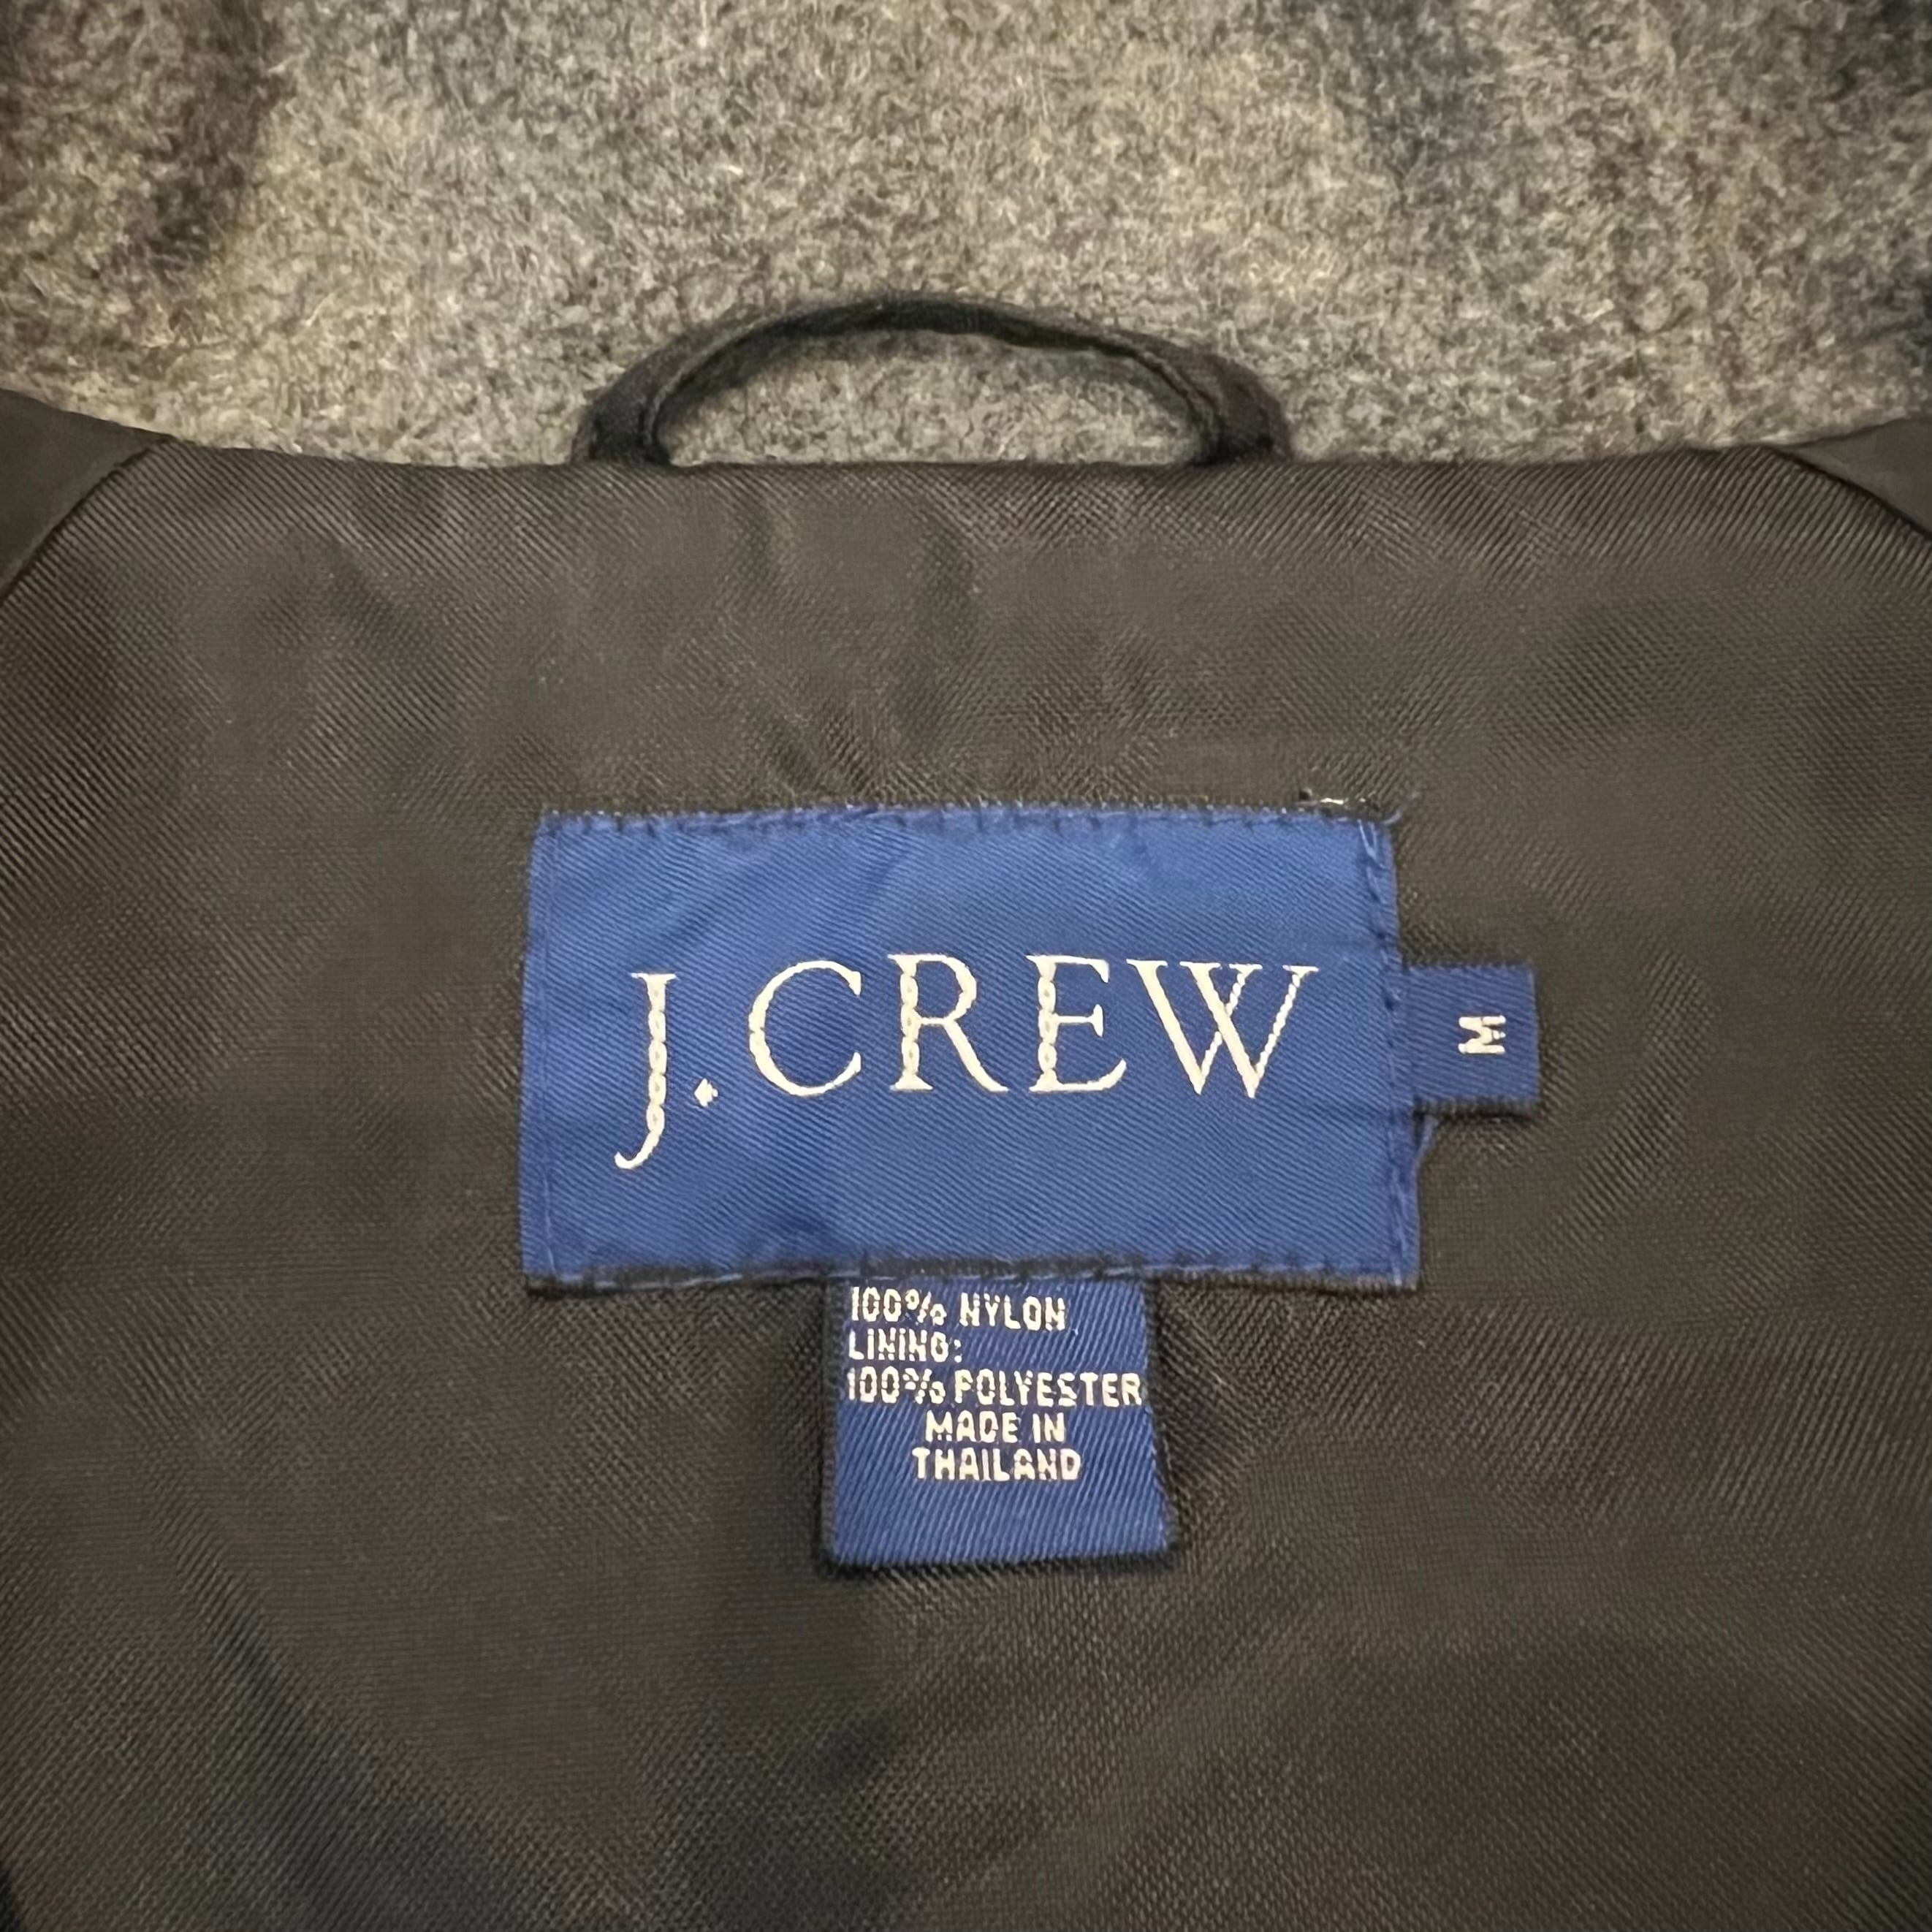 J.CREW
M
100% NYLON
LINING:
100% POLYESTER
MADE IN
THAILAND